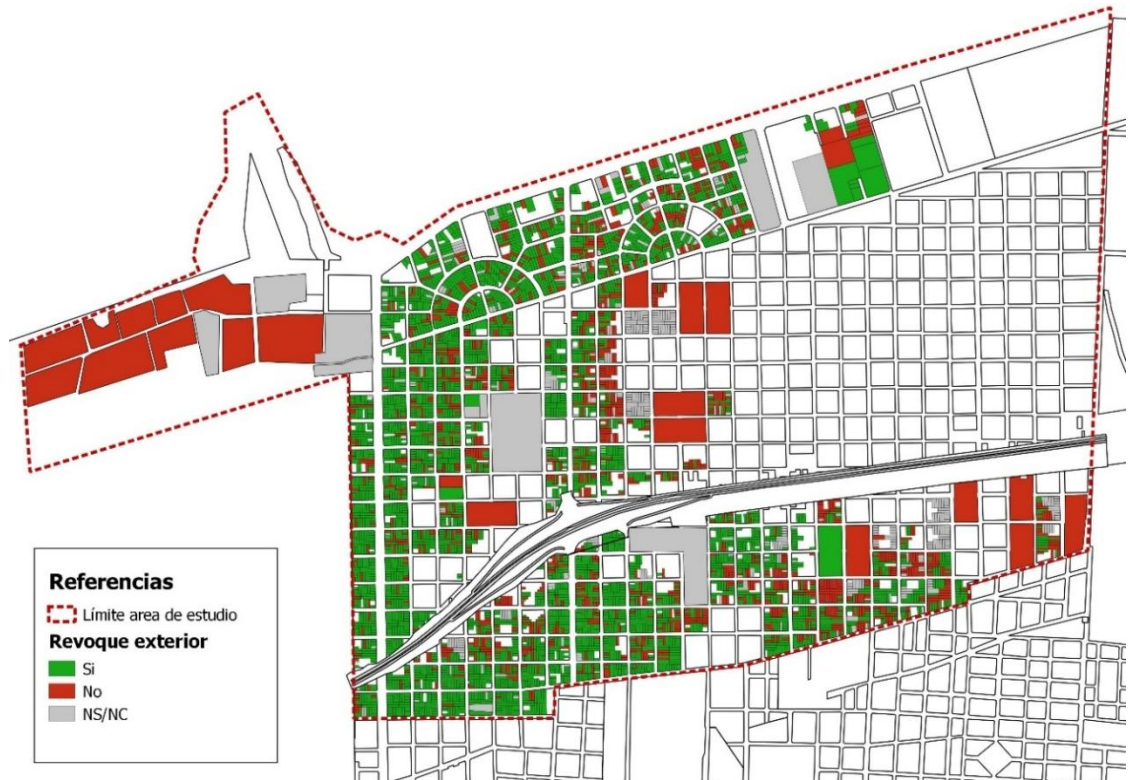 Referencias
Límite area de estudio
Revoque exterior
Si
No
NS/NC